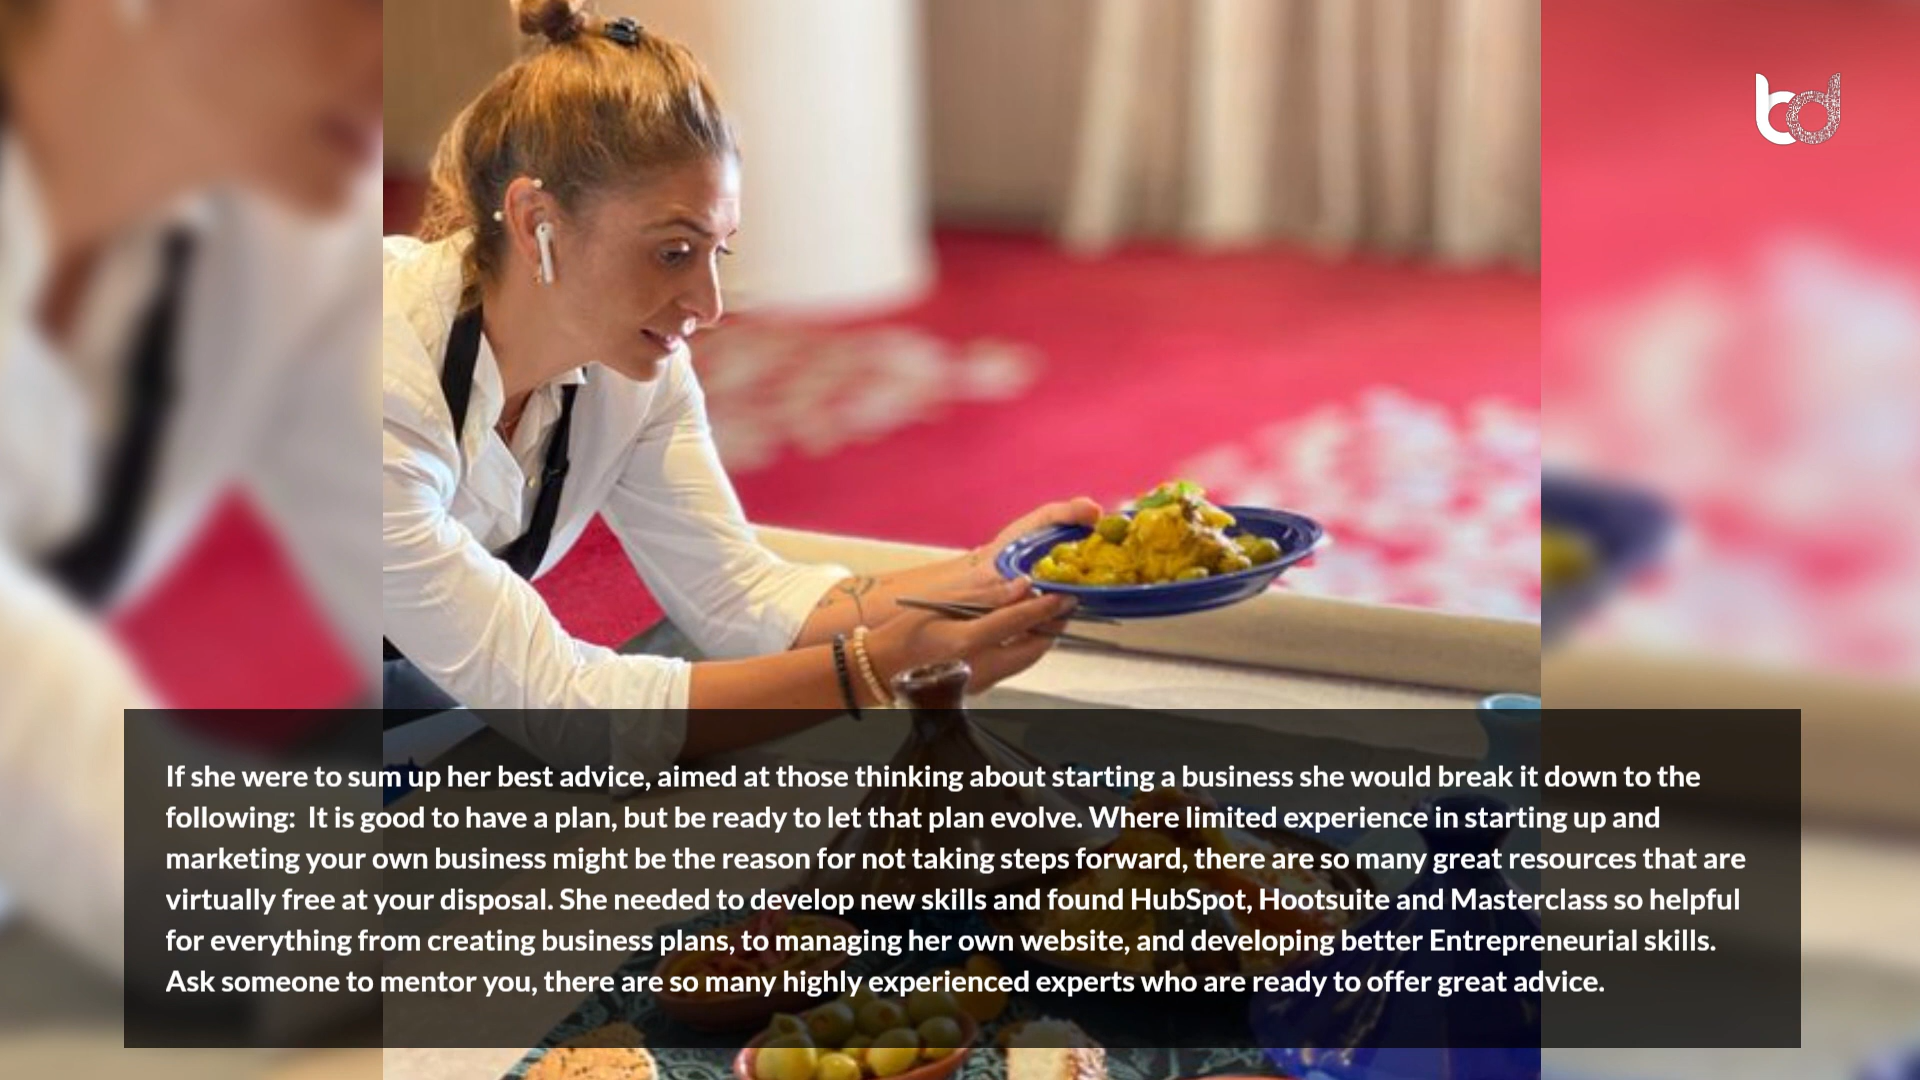 bd
If she were to sum up her best advice, aimed at those thinking about starting a business she would break it down to the
following:  It is good to have a plan, but be ready to let that plan evolve. Where limited experience in starting up and
marketing your own business might be the reason for not taking steps forward, there are so many great resources that are
virtually free at your disposal. She needed to develop new skills and found HubSpot, Hootsuite and Masterclass so helpful
for everything from creating business plans, to managing her own website, and developing better Entrepreneurial skills.
Ask someone to mentor you, there are so many highly experienced experts who are ready to offer great advice.